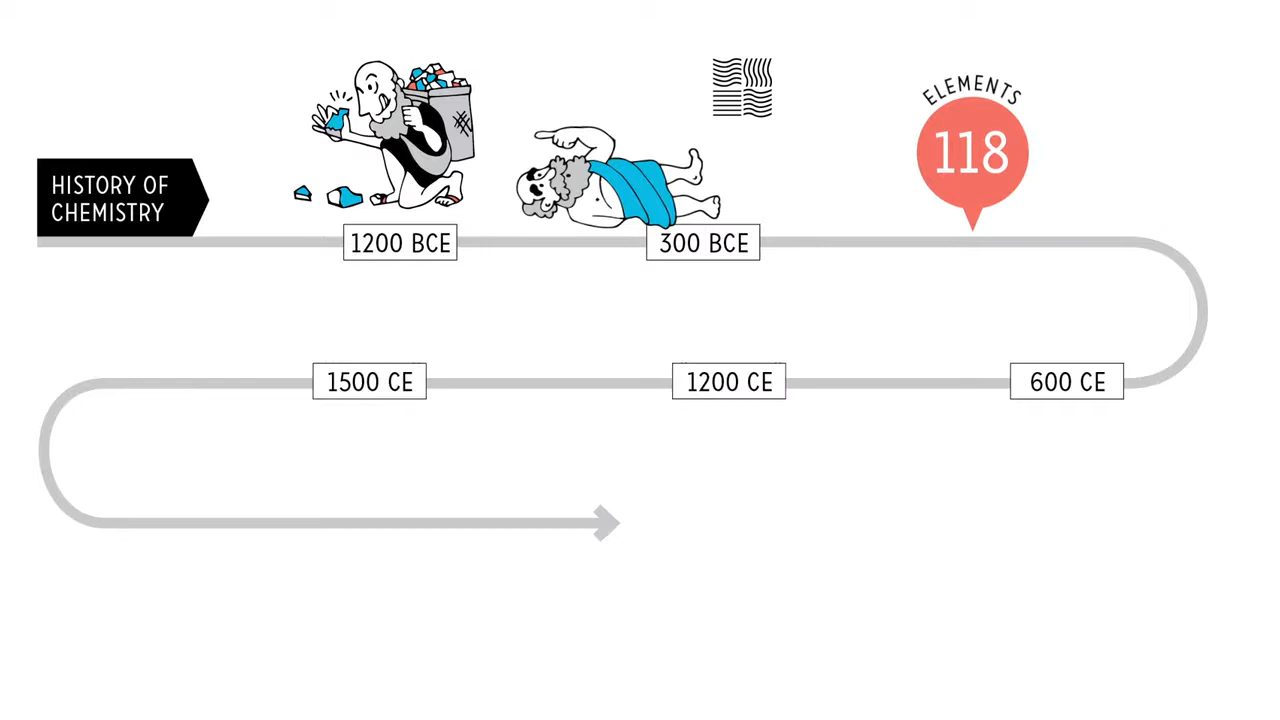 ELEMENTS
118
HISTORY OF
CHEMISTRY
1200 BCE
300 BCE
1500 CE
1200 CE
600 CE